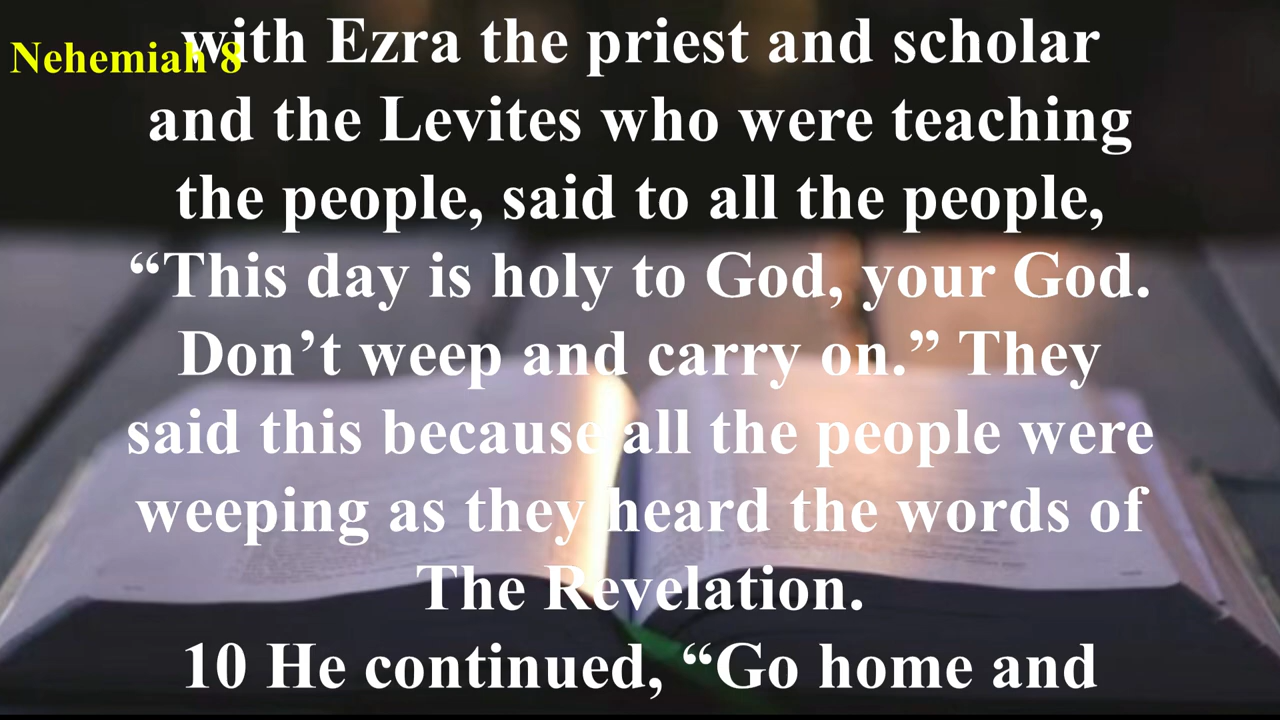 Nehemiah 8
with Ezra the priest and scholar
and the Levites who were teaching
the people, said to all the people,
“This day is holy to God, your God.
Don’t weep and carry on.” They
said this because all the people were
weeping as they heard the words of
The Revelation.
10 He continued, “Go home and